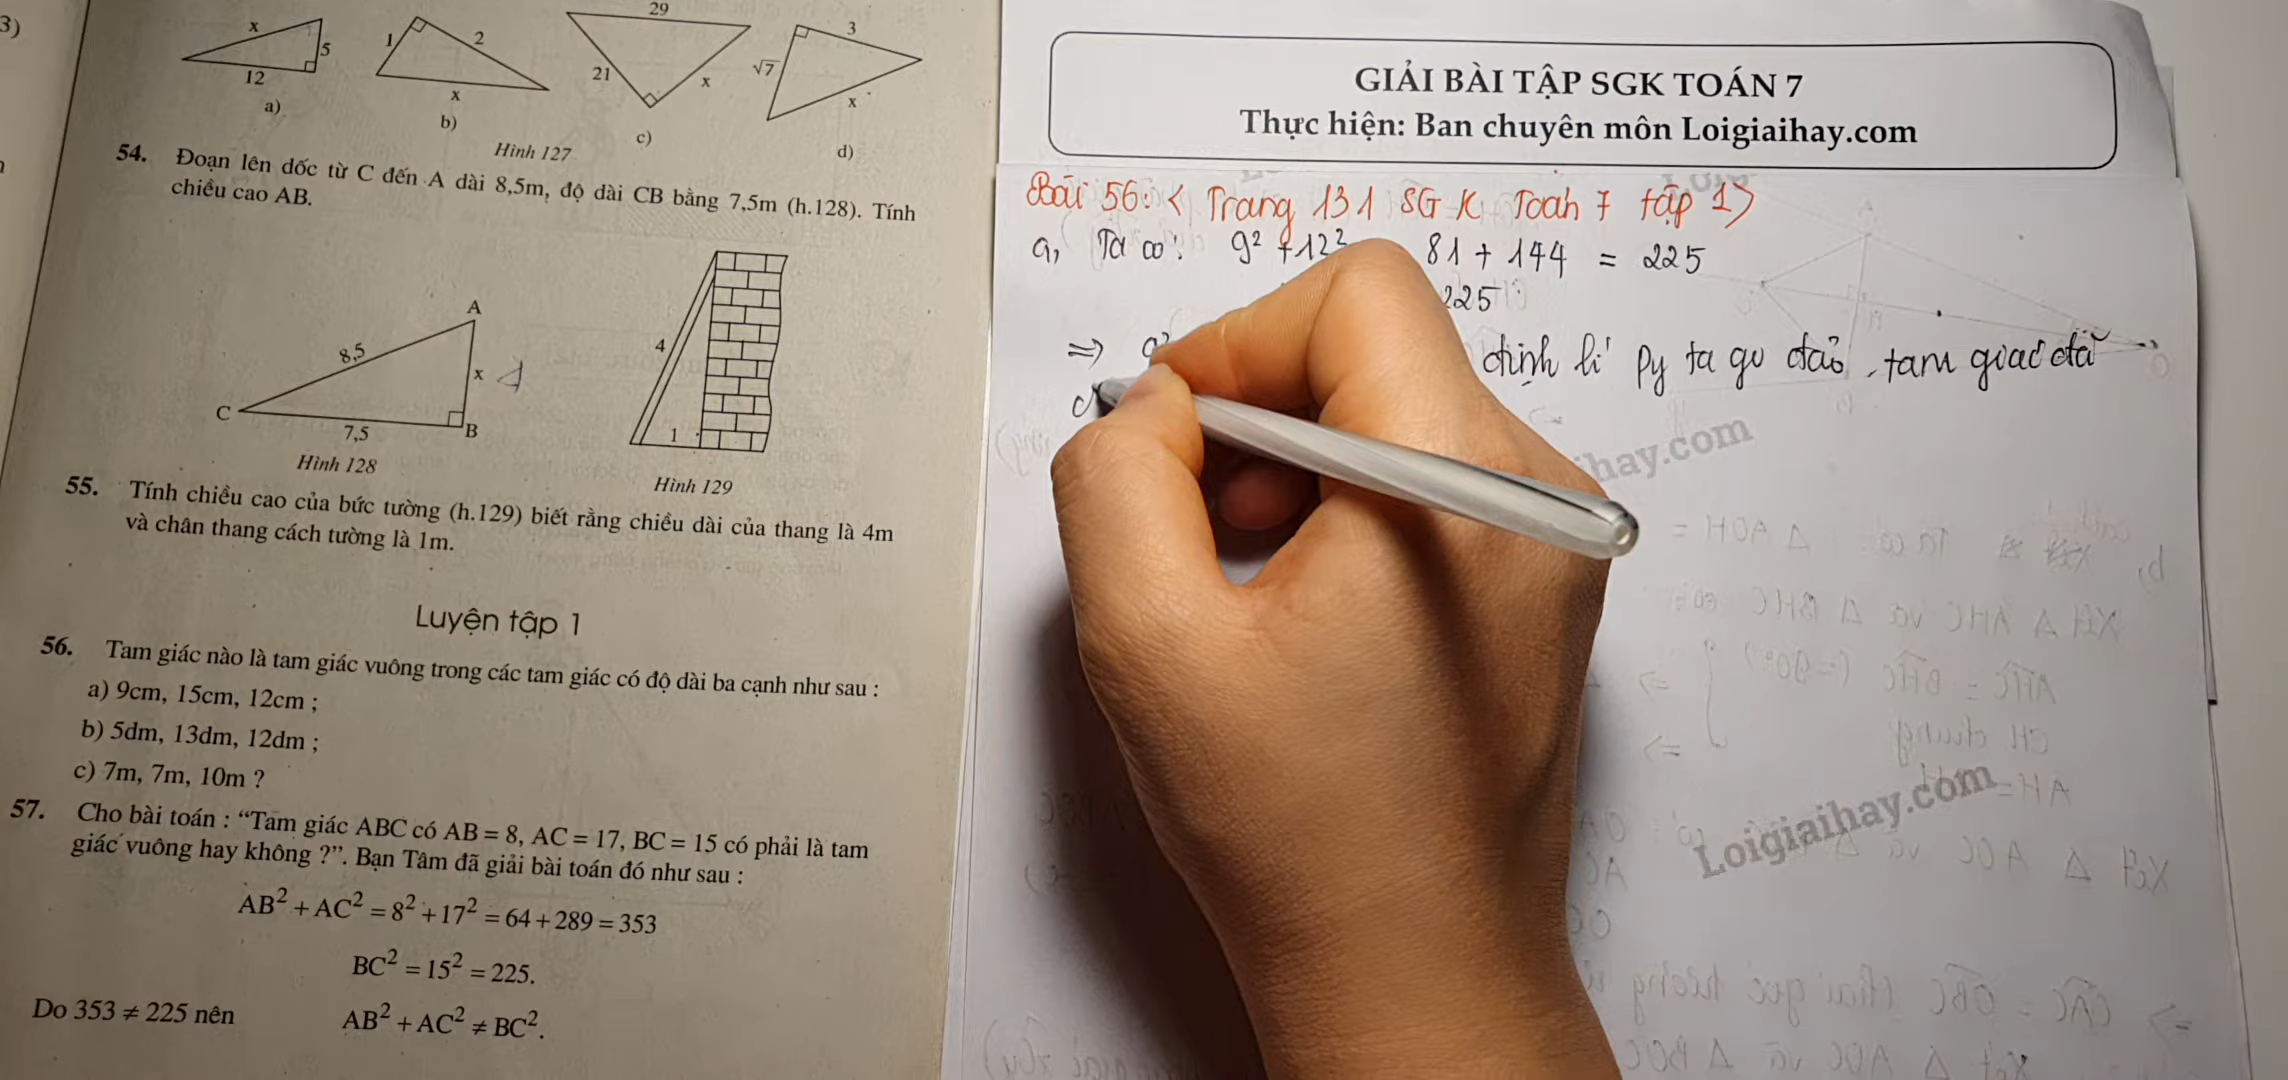 3)
x
5
12
a)
1
2
x
b)
29
21
x
c)
√7
3
x
d)
Hình 127
54. Đoạn lên dốc từ C đến A dài 8,5m, độ dài CB bằng 7,5m (h.128). Tính
chiều cao AB.
A
8,5
x
C
7,5
B
Hình 128
4
1
Hình 129
55. Tính chiều cao của bức tường (h.129) biết rằng chiều dài của thang là 4m
và chân thang cách tường là 1m.
Luyện tập 1
56. Tam giác nào là tam giác vuông trong các tam giác có độ dài ba cạnh như sau :
a) 9cm, 15cm, 12cm ;
b) 5dm, 13dm, 12dm ;
c) 7m, 7m, 10m ?
57. Cho bài toán : “Tam giác ABC có AB = 8, AC = 17, BC = 15 có phải là tam
giác vuông hay không ?”. Bạn Tâm đã giải bài toán đó như sau :
AB² + AC² = 8² + 17² = 64 + 289 = 353
BC² = 15² = 225.
Do 353 ≠ 225 nên AB² + AC² ≠ BC².
GIẢI BÀI TẬP SGK TOÁN 7
Thực hiện: Ban chuyên môn Loigiaihay.com
Bài 56: < Trang 131 SGK Toán 7 tập 1>
a, Ta có: 9² + 12² 81 + 144 = 225
225
=> định lí Py ta go đảo, tam giác đã
hay.com
Loigiaihay.com